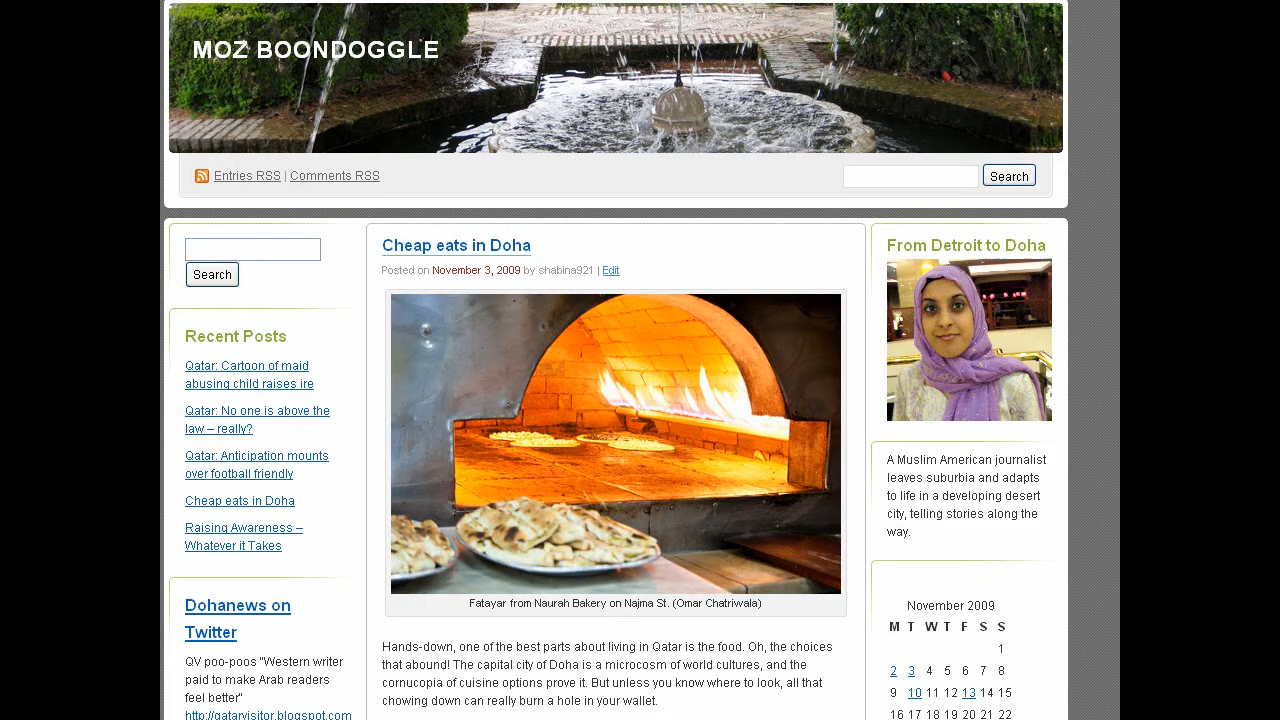 MOZ BOONDOGGLE
Entries RSS | Comments RSS
Search
Search
Recent Posts
Qatar: Cartoon of maid
abusing child raises ire
Qatar: No one is above the
law – really?
Qatar: Anticipation mounts
over football friendly
Cheap eats in Doha
Raising Awareness –
Whatever it Takes
Dohanews on
Twitter
QV poo-poos "Western writer
paid to make Arab readers
feel better"
http://qatarvisitor.blogspot.com
Cheap eats in Doha
Posted on November 3, 2009 by shabina921 | Edit
Fatayar from Naurah Bakery on Najma St. (Omar Chatriwala)
Hands-down, one of the best parts about living in Qatar is the food. Oh, the choices
that abound! The capital city of Doha is a microcosm of world cultures, and the
cornucopia of cuisine options prove it. But unless you know where to look, all that
chowing down can really burn a hole in your wallet.
From Detroit to Doha
A Muslim American journalist
leaves suburbia and adapts
to life in a developing desert
city, telling stories along the
way.
November 2009
M T W T F S S
1
2 3 4 5 6 7 8
9 10 11 12 13 14 15
16 17 18 19 20 21 22